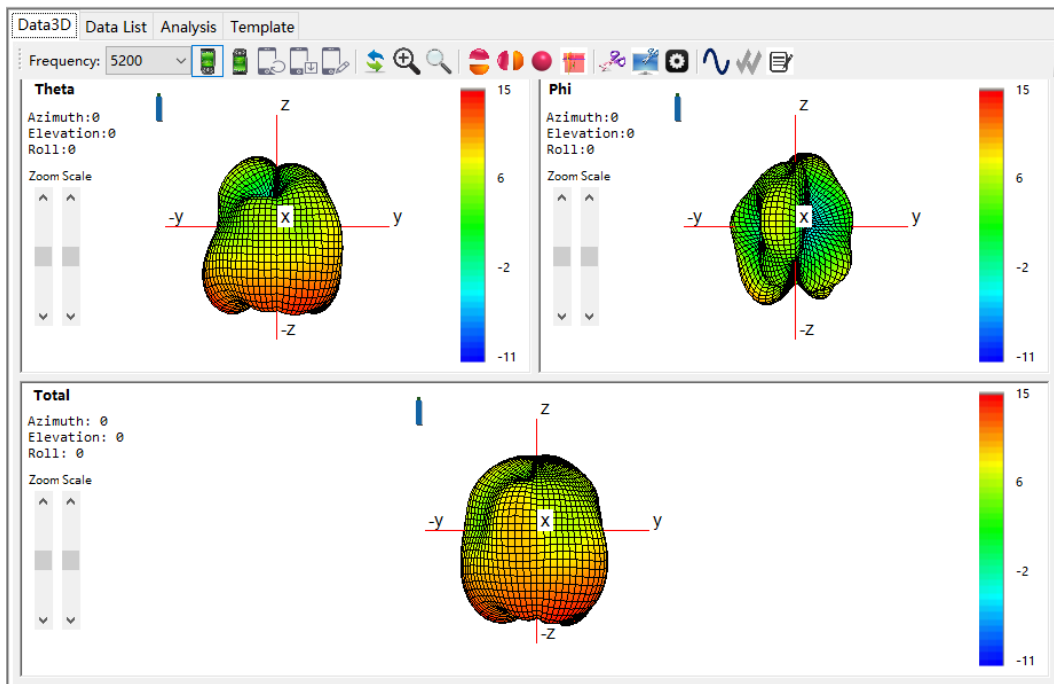 Data3D Data List Analysis Template
Frequency: 5200
Theta
Azimuth:0
Elevation:0
Roll:0
Zoom Scale
z
-y
x
y
-z
15
6
-2
-11
Phi
Azimuth:0
Elevation:0
Roll:0
Zoom Scale
z
-y
x
y
-z
15
6
-2
-11
Total
Azimuth: 0
Elevation: 0
Roll: 0
Zoom Scale
z
-y
x
y
-z
15
6
-2
-11